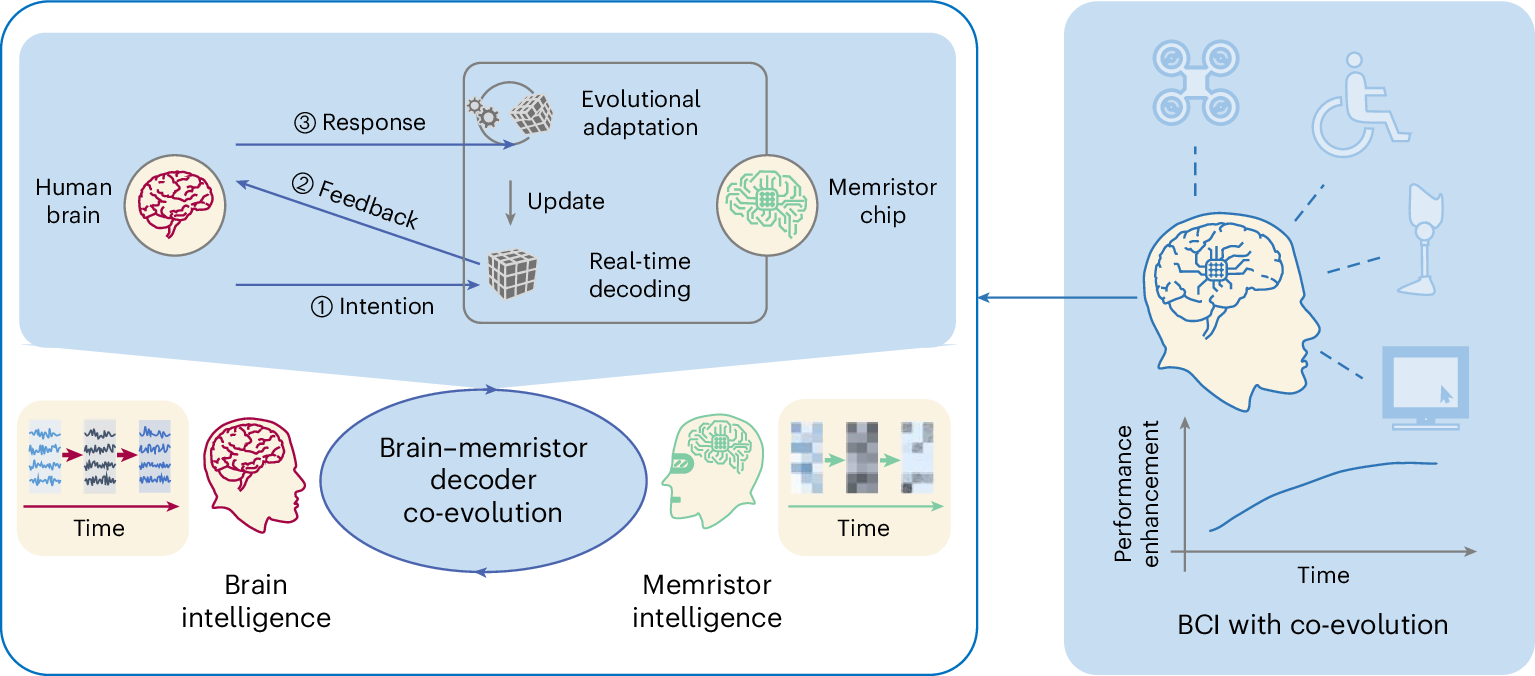 ③ Response
Evolutional
adaptation
Human
brain
② Feedback
Update
Memristor
chip
Real-time
decoding
① Intention
Brain–memristor
decoder
co-evolution
Time
Time
Brain
intelligence
Memristor
intelligence
Performance
enhancement
Time
BCI with co-evolution